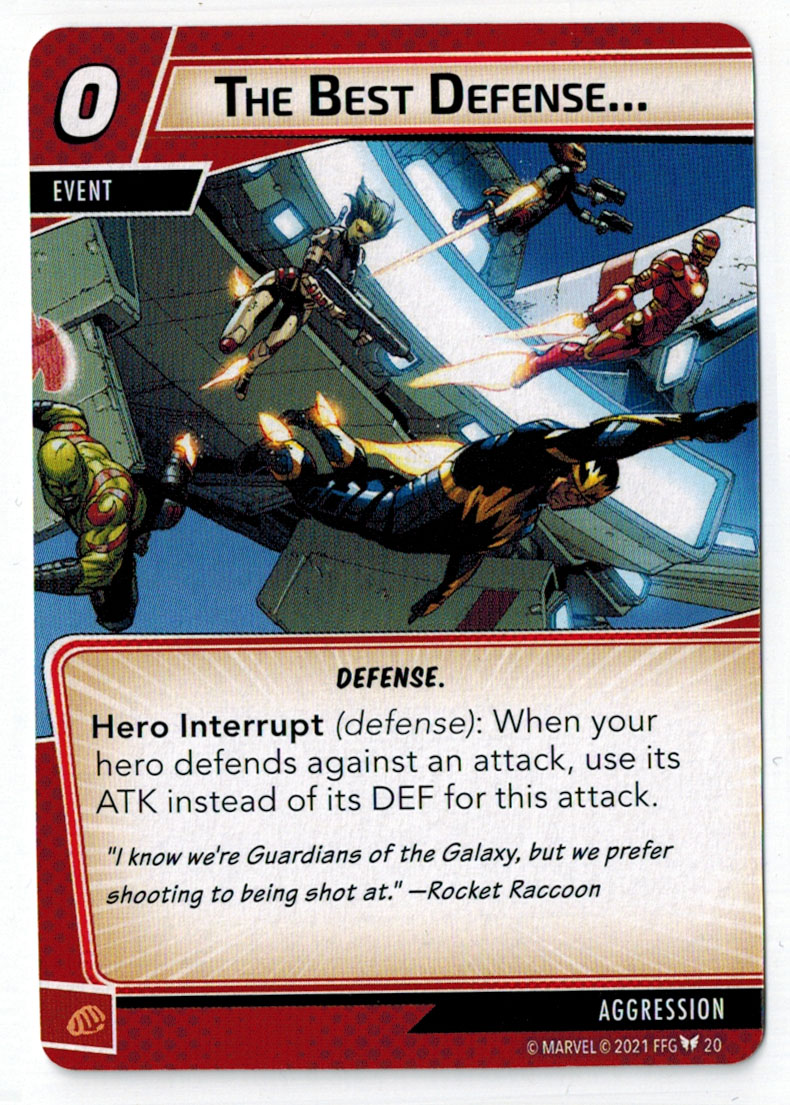 0
THE BEST DEFENSE...
EVENT
DEFENSE.
Hero Interrupt (defense): When your
hero defends against an attack, use its
ATK instead of its DEF for this attack.
"I know we're Guardians of the Galaxy, but we prefer
shooting to being shot at." —Rocket Raccoon
AGGRESSION
© MARVEL © 2021 FFG 20